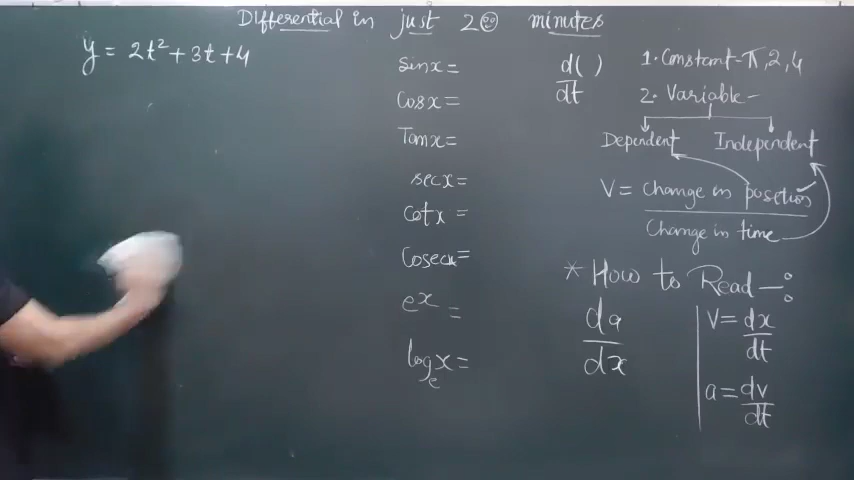 Differential in just 20 minutes
y = 2t² + 3t + 4
Sinx =
Cosx =
Tanx =
secx =
Cotx =
Cosecx =
eˣ =
logₑx =
d( )
dt
1. Constant - π, 2, 4
2. Variable -
Dependent Independent
V = Change in position
Change in time
* How to Read -:
da
dx
V = dx
dt
a = dv
dt